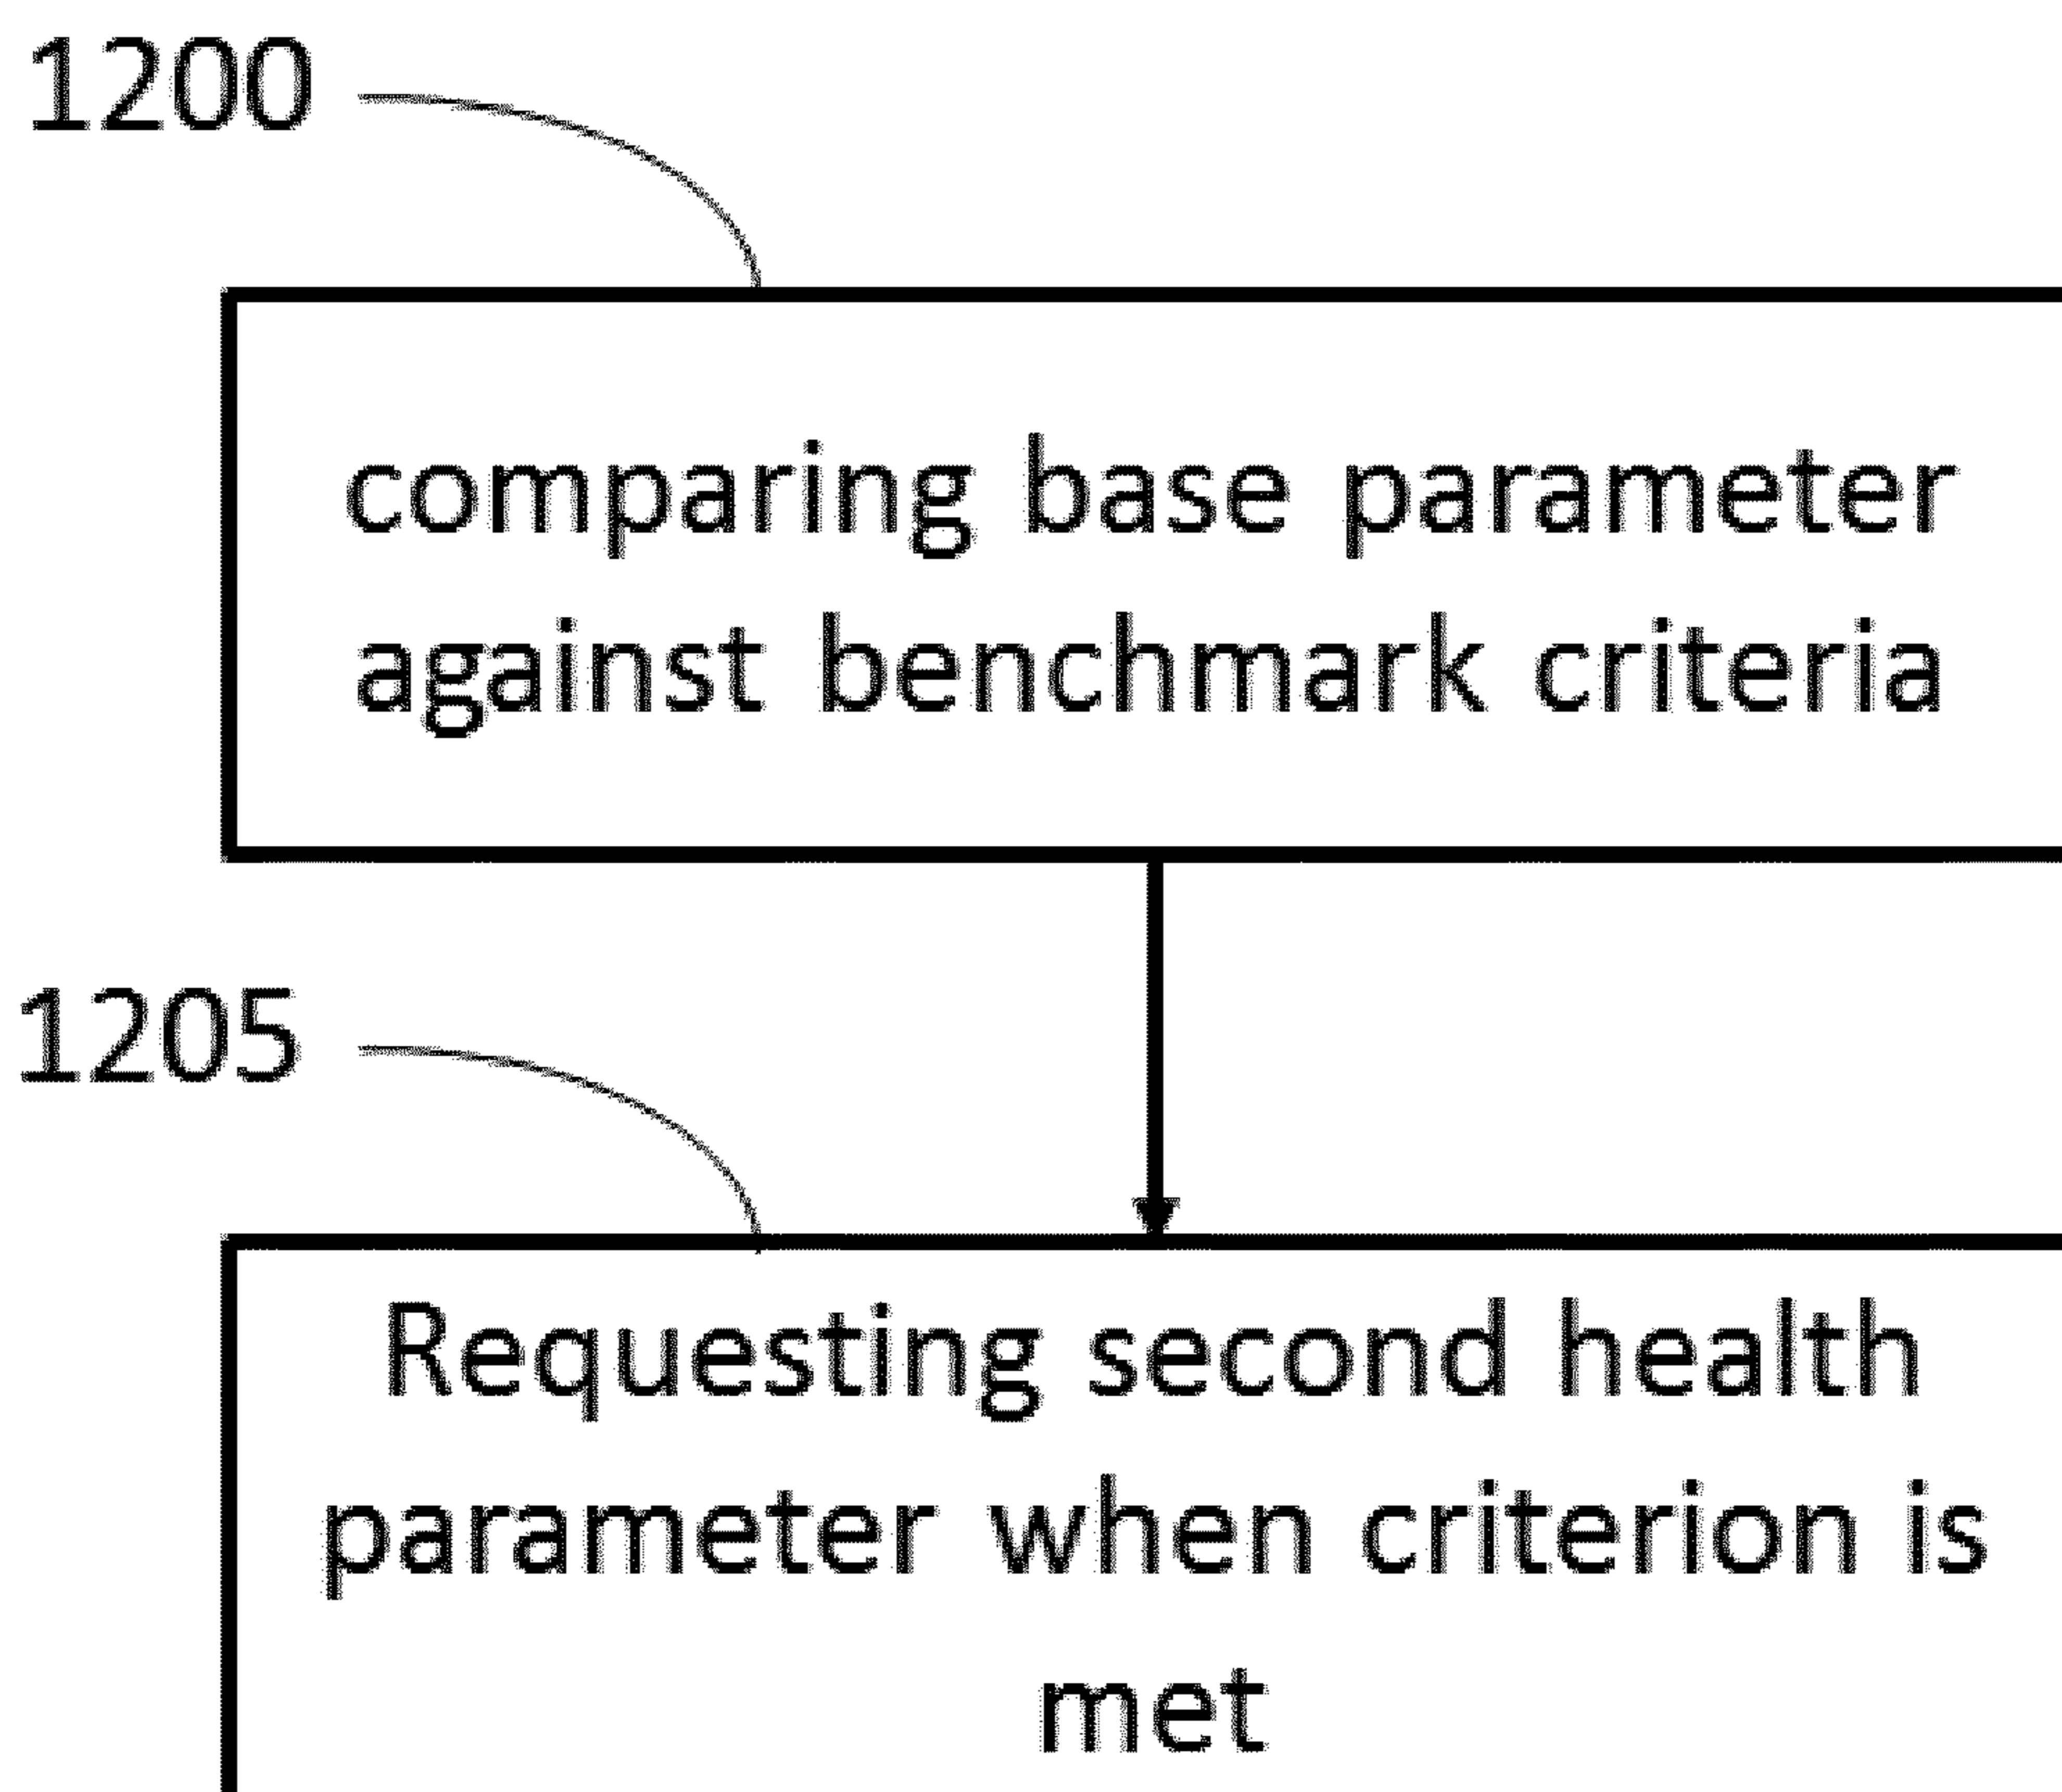 1200
comparing base parameter
against benchmark criteria
1205
Requesting second health
parameter when criterion is
met